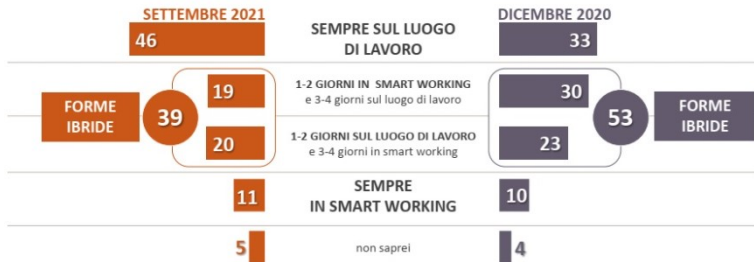 SETTEMBRE 2021
DICEMBRE 2020
46
SEMPRE SUL LUOGO
DI LAVORO
33
FORME
IBRIDE
39
19
1-2 GIORNI IN SMART WORKING
e 3-4 giorni sul luogo di lavoro
30
20
1-2 GIORNI SUL LUOGO DI LAVORO
e 3-4 giorni in smart working
23
53
FORME
IBRIDE
11
SEMPRE
IN SMART WORKING
10
5
non saprei
4